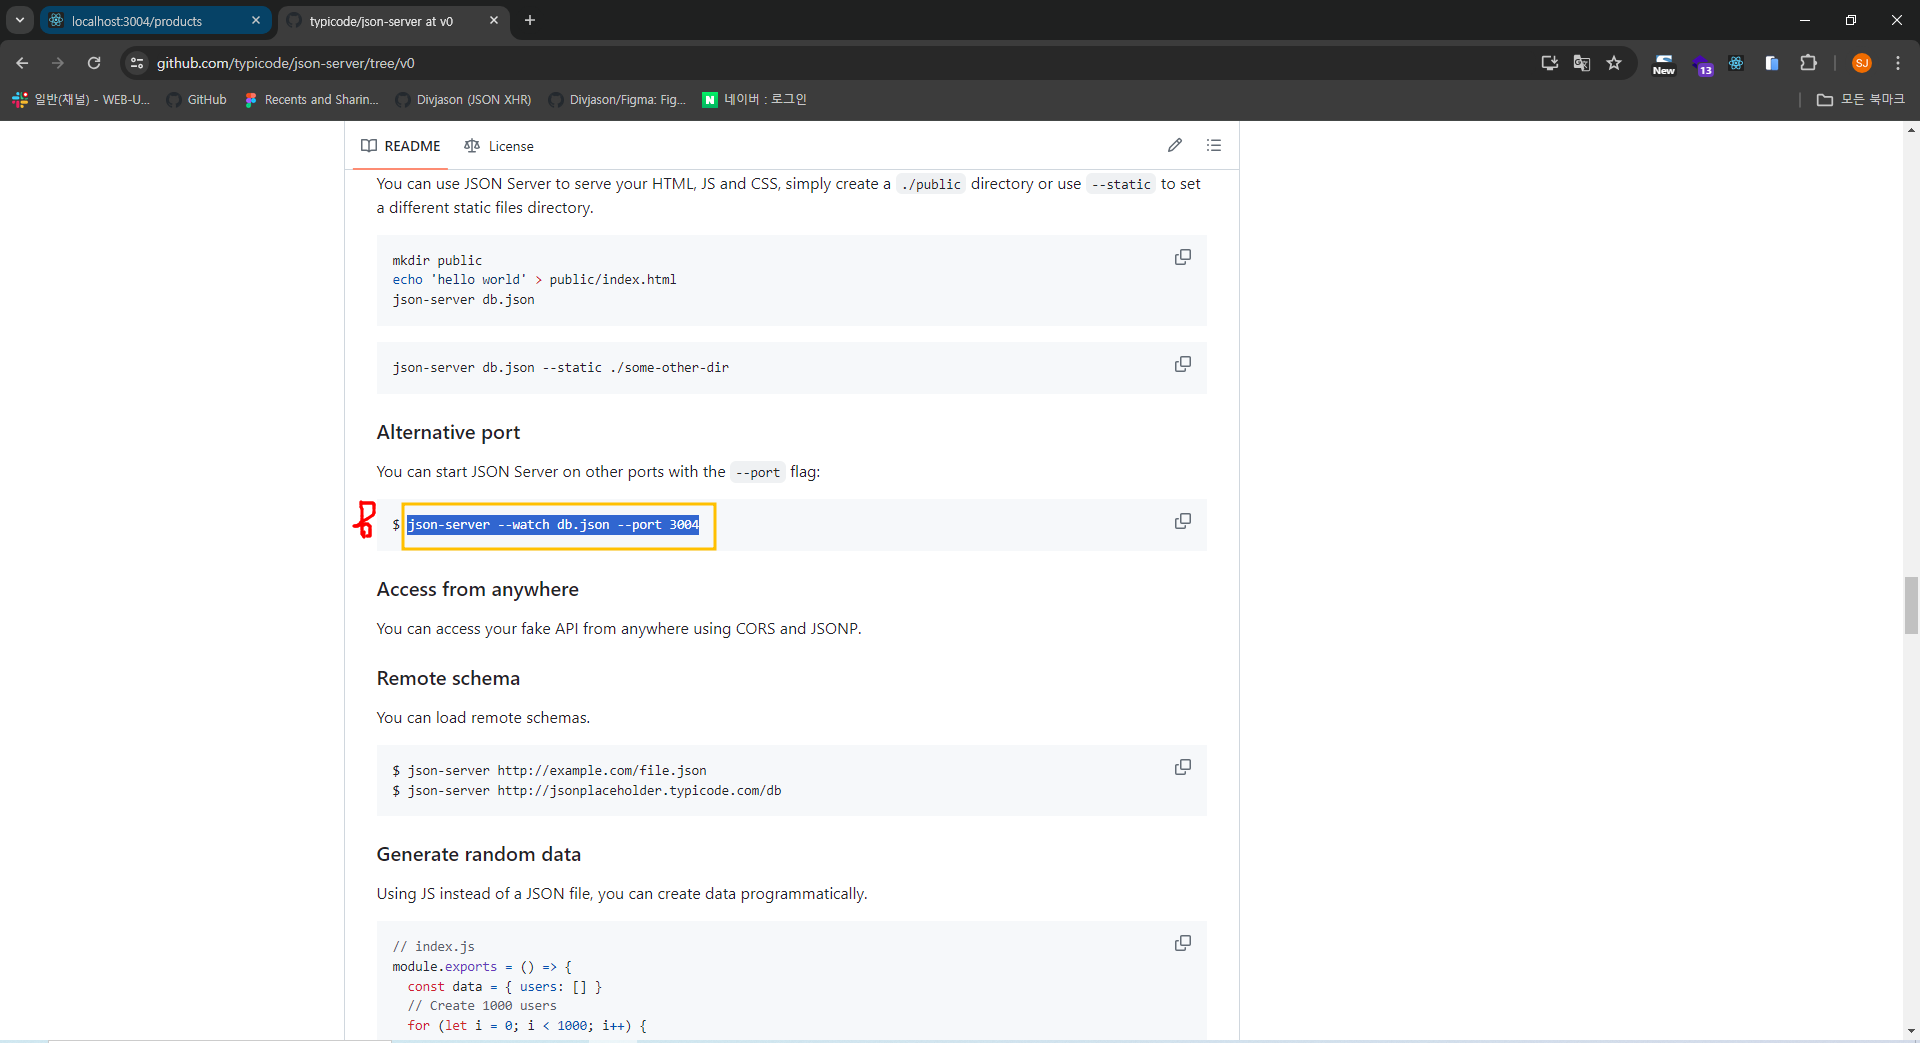 localhost:3004/products
typicode/json-server at v0
github.com/typicode/json-server/tree/v0
New
13
SJ
일반(채널) - WEB-U...
GitHub
Recents and Sharin...
Divjason (JSON XHR)
Divjason/Figma: Fig...
N 네이버 : 로그인
모든 북마크
README
License
You can use JSON Server to serve your HTML, JS and CSS, simply create a ./public directory or use --static to set
a different static files directory.
mkdir public
echo 'hello world' > public/index.html
json-server db.json
json-server db.json --static ./some-other-dir
Alternative port
You can start JSON Server on other ports with the --port flag:
$ json-server --watch db.json --port 3004
Access from anywhere
You can access your fake API from anywhere using CORS and JSONP.
Remote schema
You can load remote schemas.
$ json-server http://example.com/file.json
$ json-server http://jsonplaceholder.typicode.com/db
Generate random data
Using JS instead of a JSON file, you can create data programmatically.
// index.js
module.exports = () => {
const data = { users: [] }
// Create 1000 users
for (let i = 0; i < 1000; i++) {